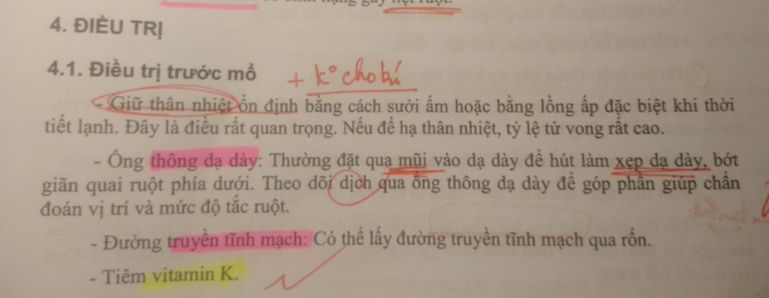 4. ĐIỀU TRỊ
4.1. Điều trị trước mổ + k° cho bú
- Giữ thân nhiệt ổn định bằng cách sưởi ấm hoặc bằng lồng ấp đặc biệt khi thời
tiết lạnh. Đây là điều rất quan trọng. Nếu để hạ thân nhiệt, tỷ lệ tử vong rất cao.
- Ống thông dạ dày: Thường đặt qua mũi vào dạ dày để hút làm xẹp dạ dày, bớt
giãn quai ruột phía dưới. Theo dõi dịch qua ống thông dạ dày để góp phần giúp chẩn
đoán vị trí và mức độ tắc ruột.
- Đường truyền tĩnh mạch: Có thể lấy đường truyền tĩnh mạch qua rốn.
- Tiêm vitamin K.